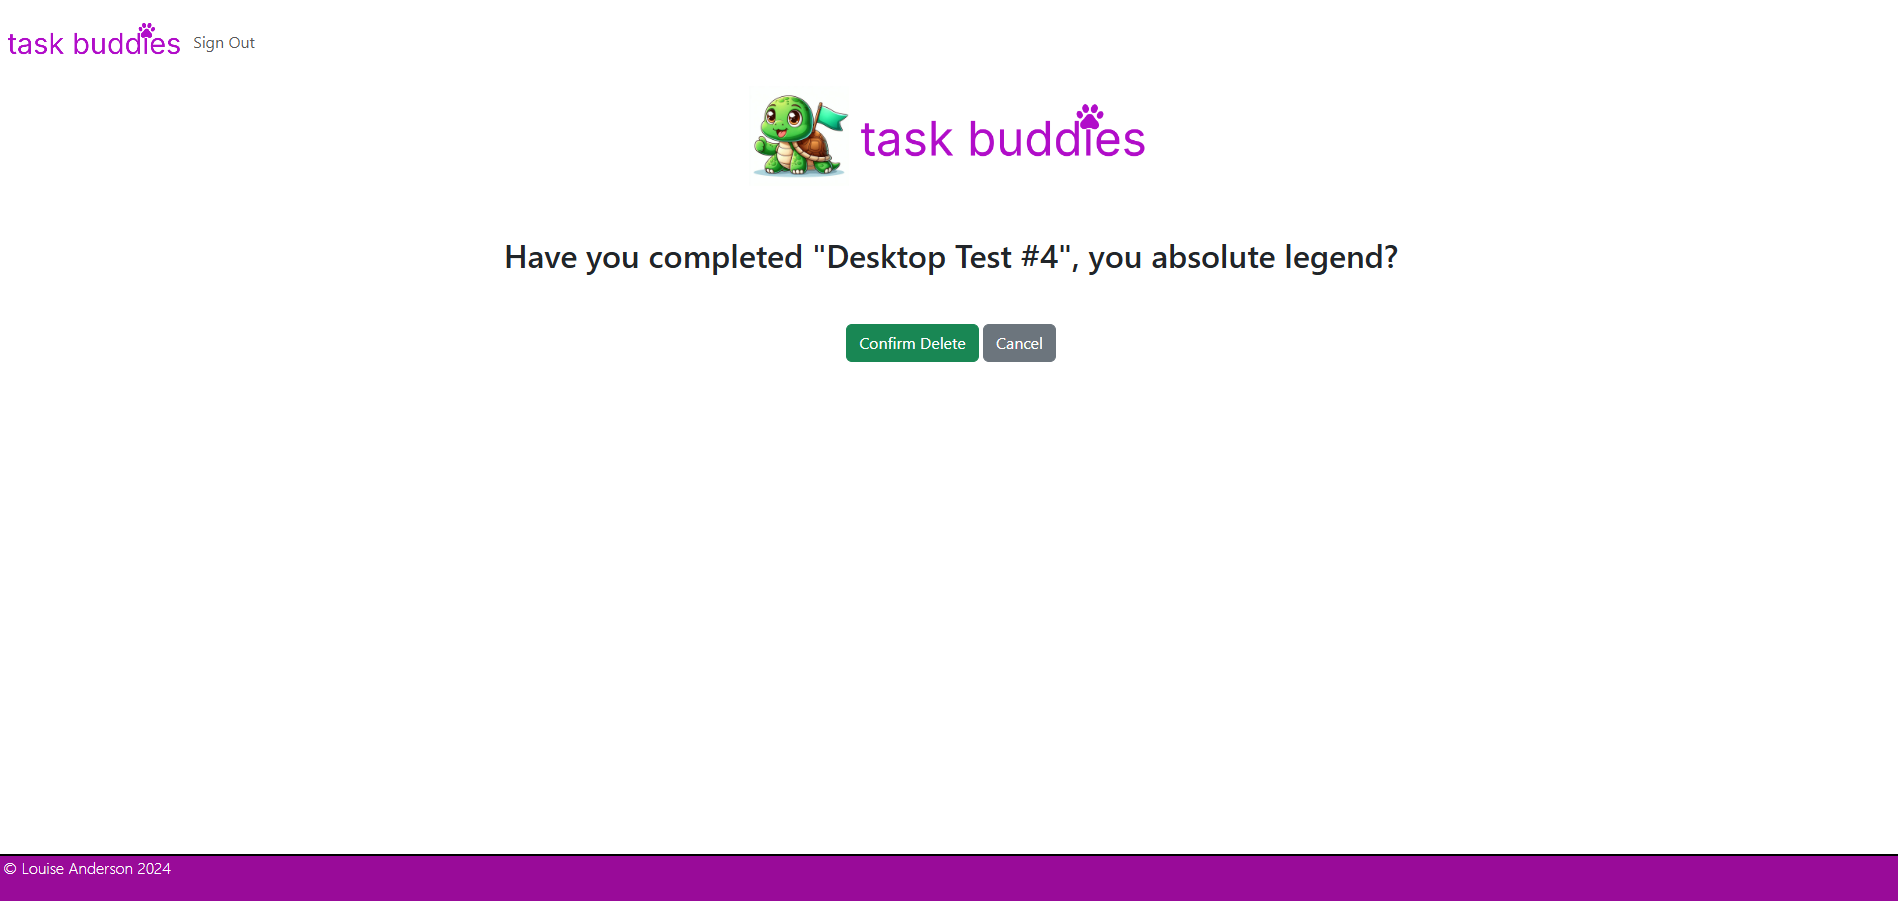 task buddies Sign Out
task buddies
Have you completed "Desktop Test #4", you absolute legend?
Confirm Delete Cancel
© Louise Anderson 2024